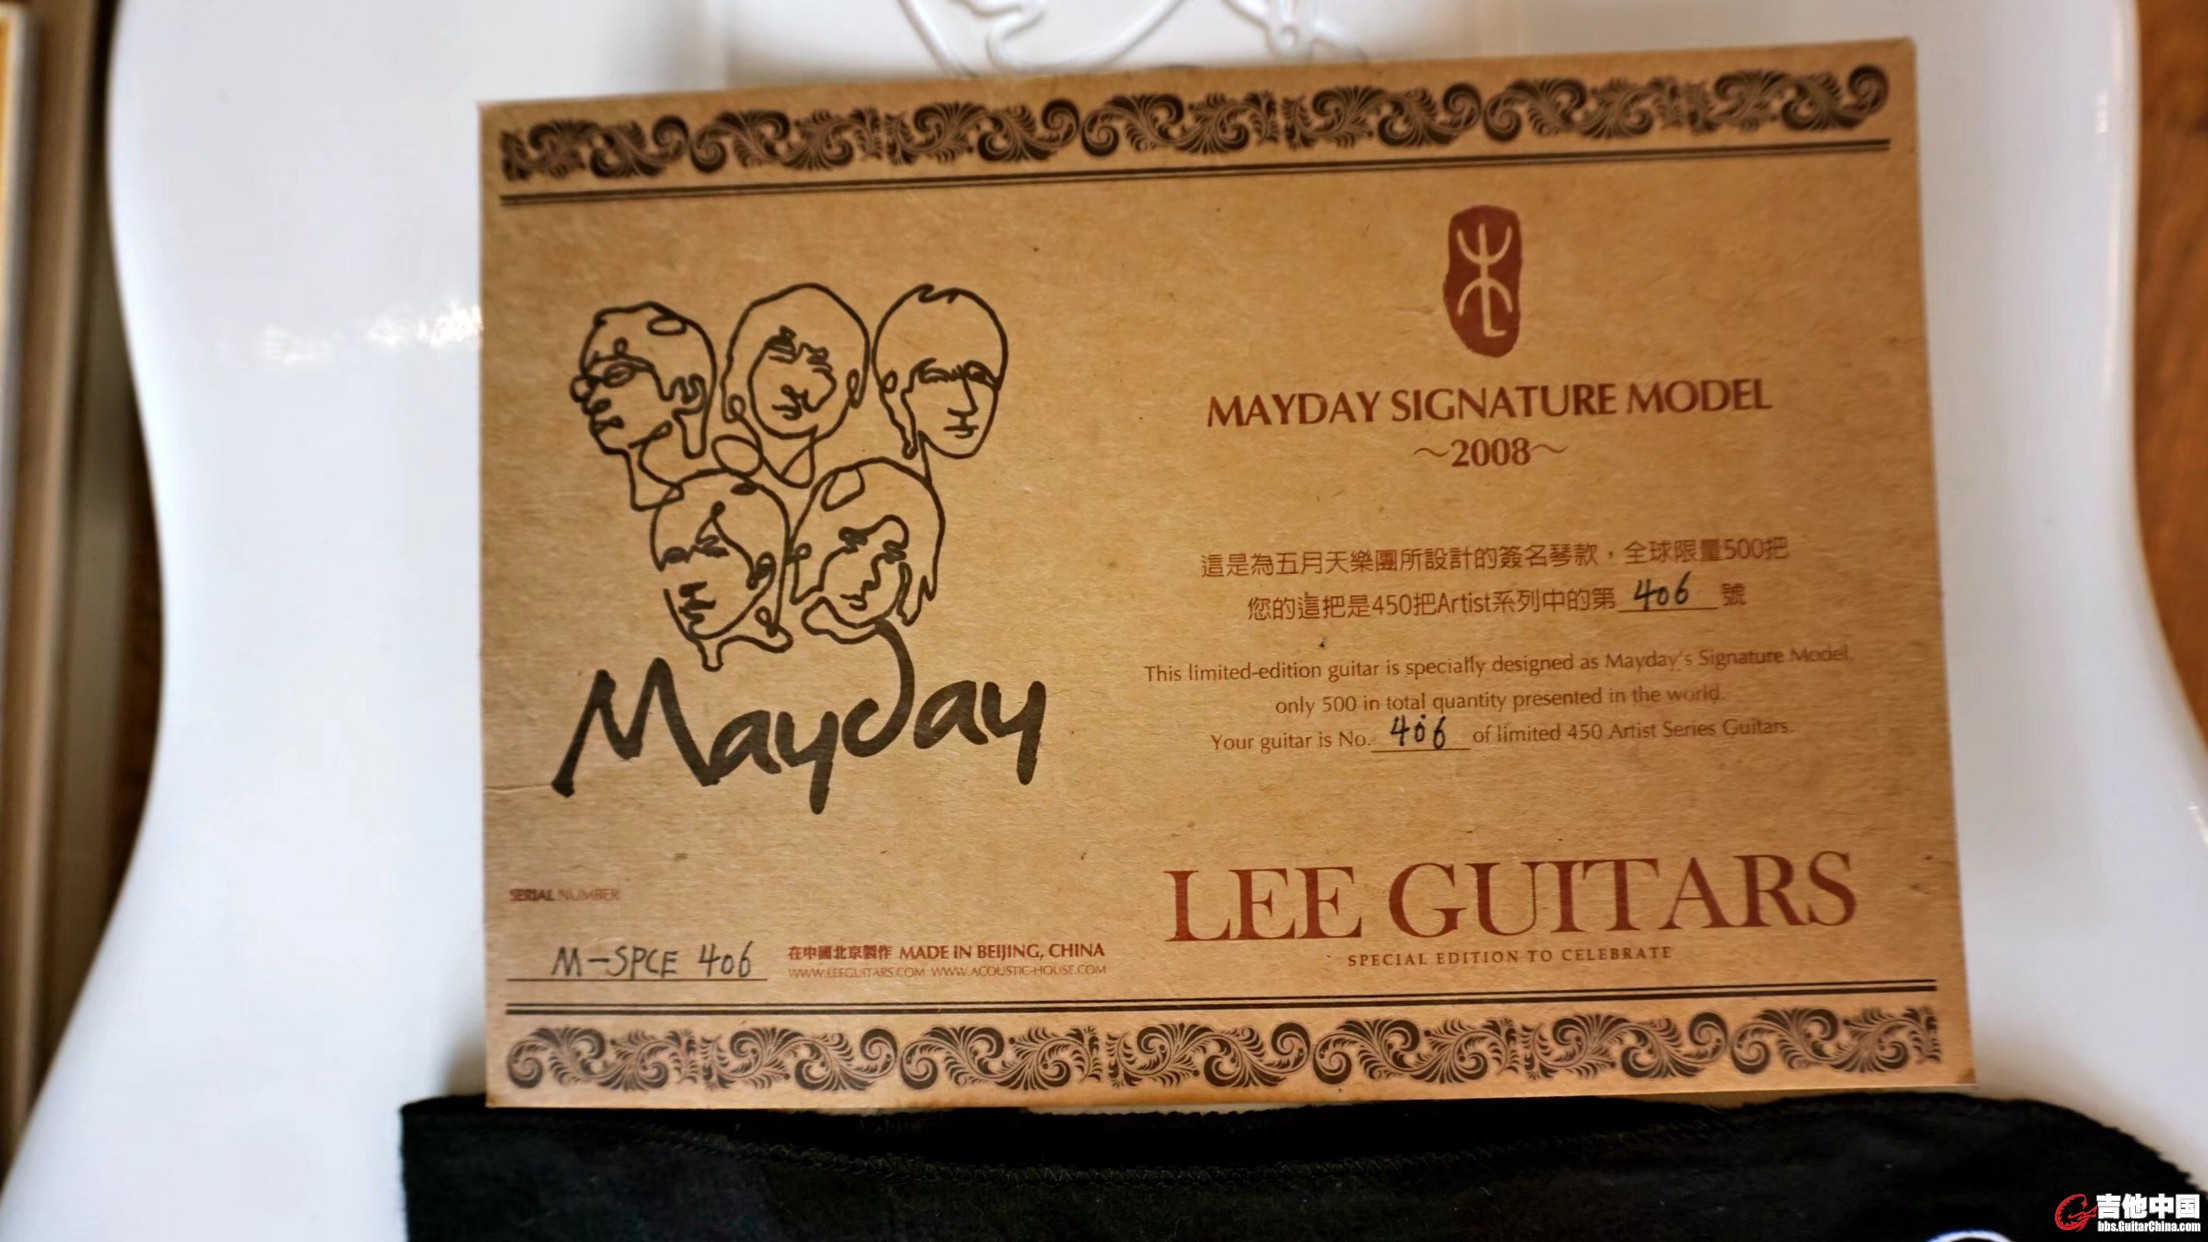 MAYDAY SIGNATURE MODEL
～2008～
這是為五月天樂團所設計的簽名琴款，全球限量500把
您的這把是450把Artist系列中的第 406 號
This limited-edition guitar is specially designed as Mayday's Signature Model,
only 500 in total quantity presented in the world.
Your guitar is No. 406 of limited 450 Artist Series Guitars.
Mayday
LEE GUITARS
SPECIAL EDITION TO CELEBRATE
SERIAL NUMBER
M-SPCE 406
在中國北京製作 MADE IN BEIJING, CHINA
WWW.LEEGUITARS.COM WWW.ACOUSTIC-HOUSE.COM
吉他中国
bbs.GuitarChina.com